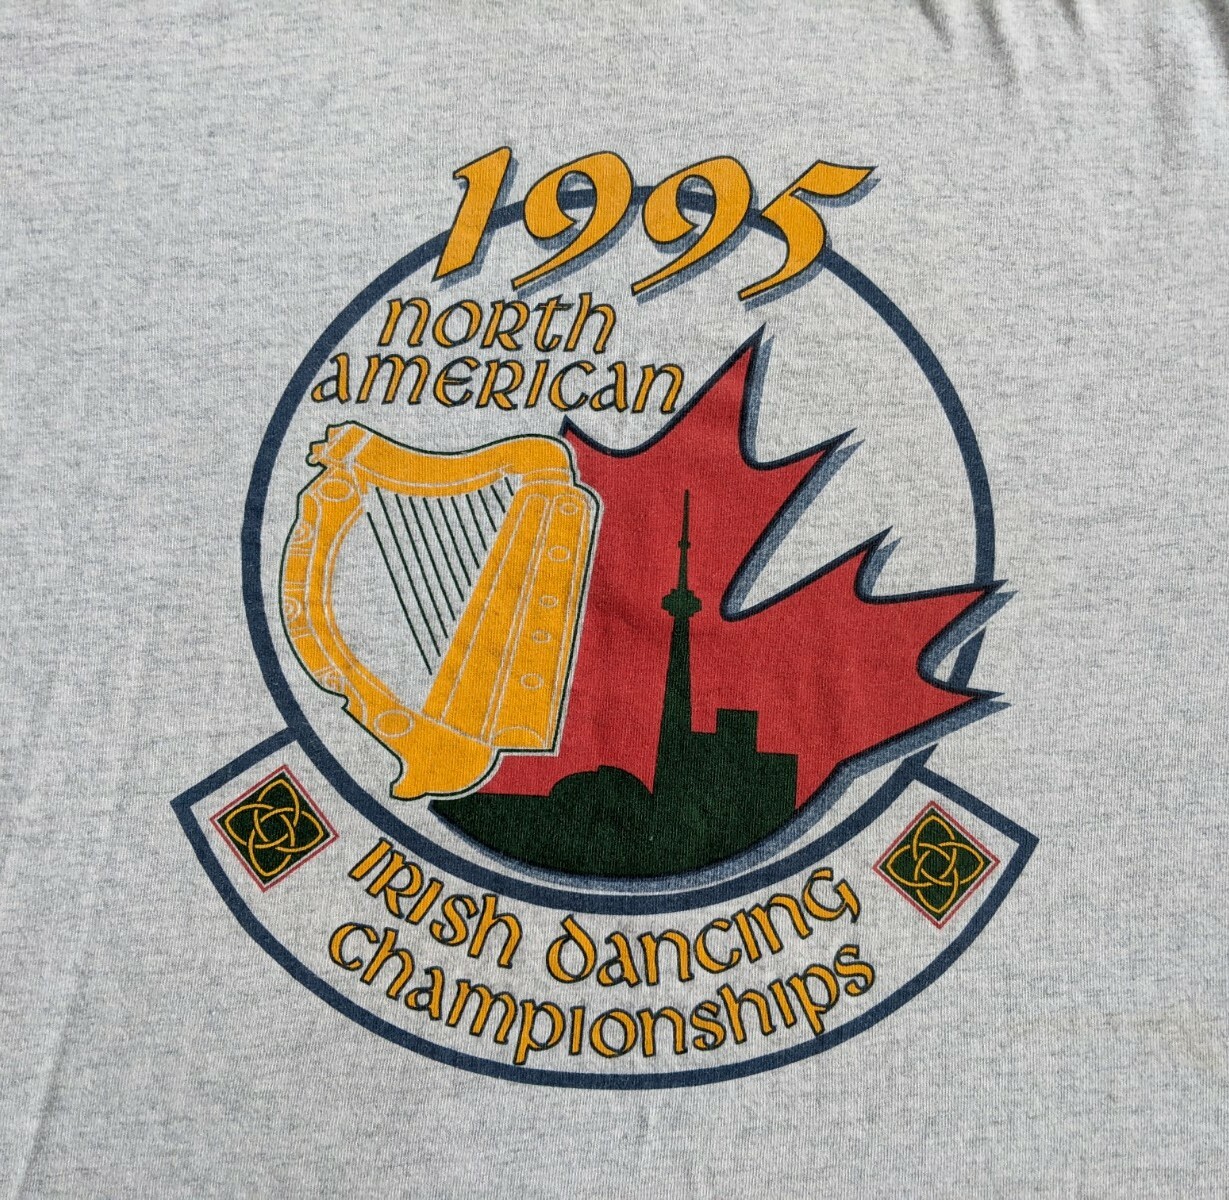 1995
NORTH
AMERICAN
IRISH DANCING
CHAMPIONSHIPS